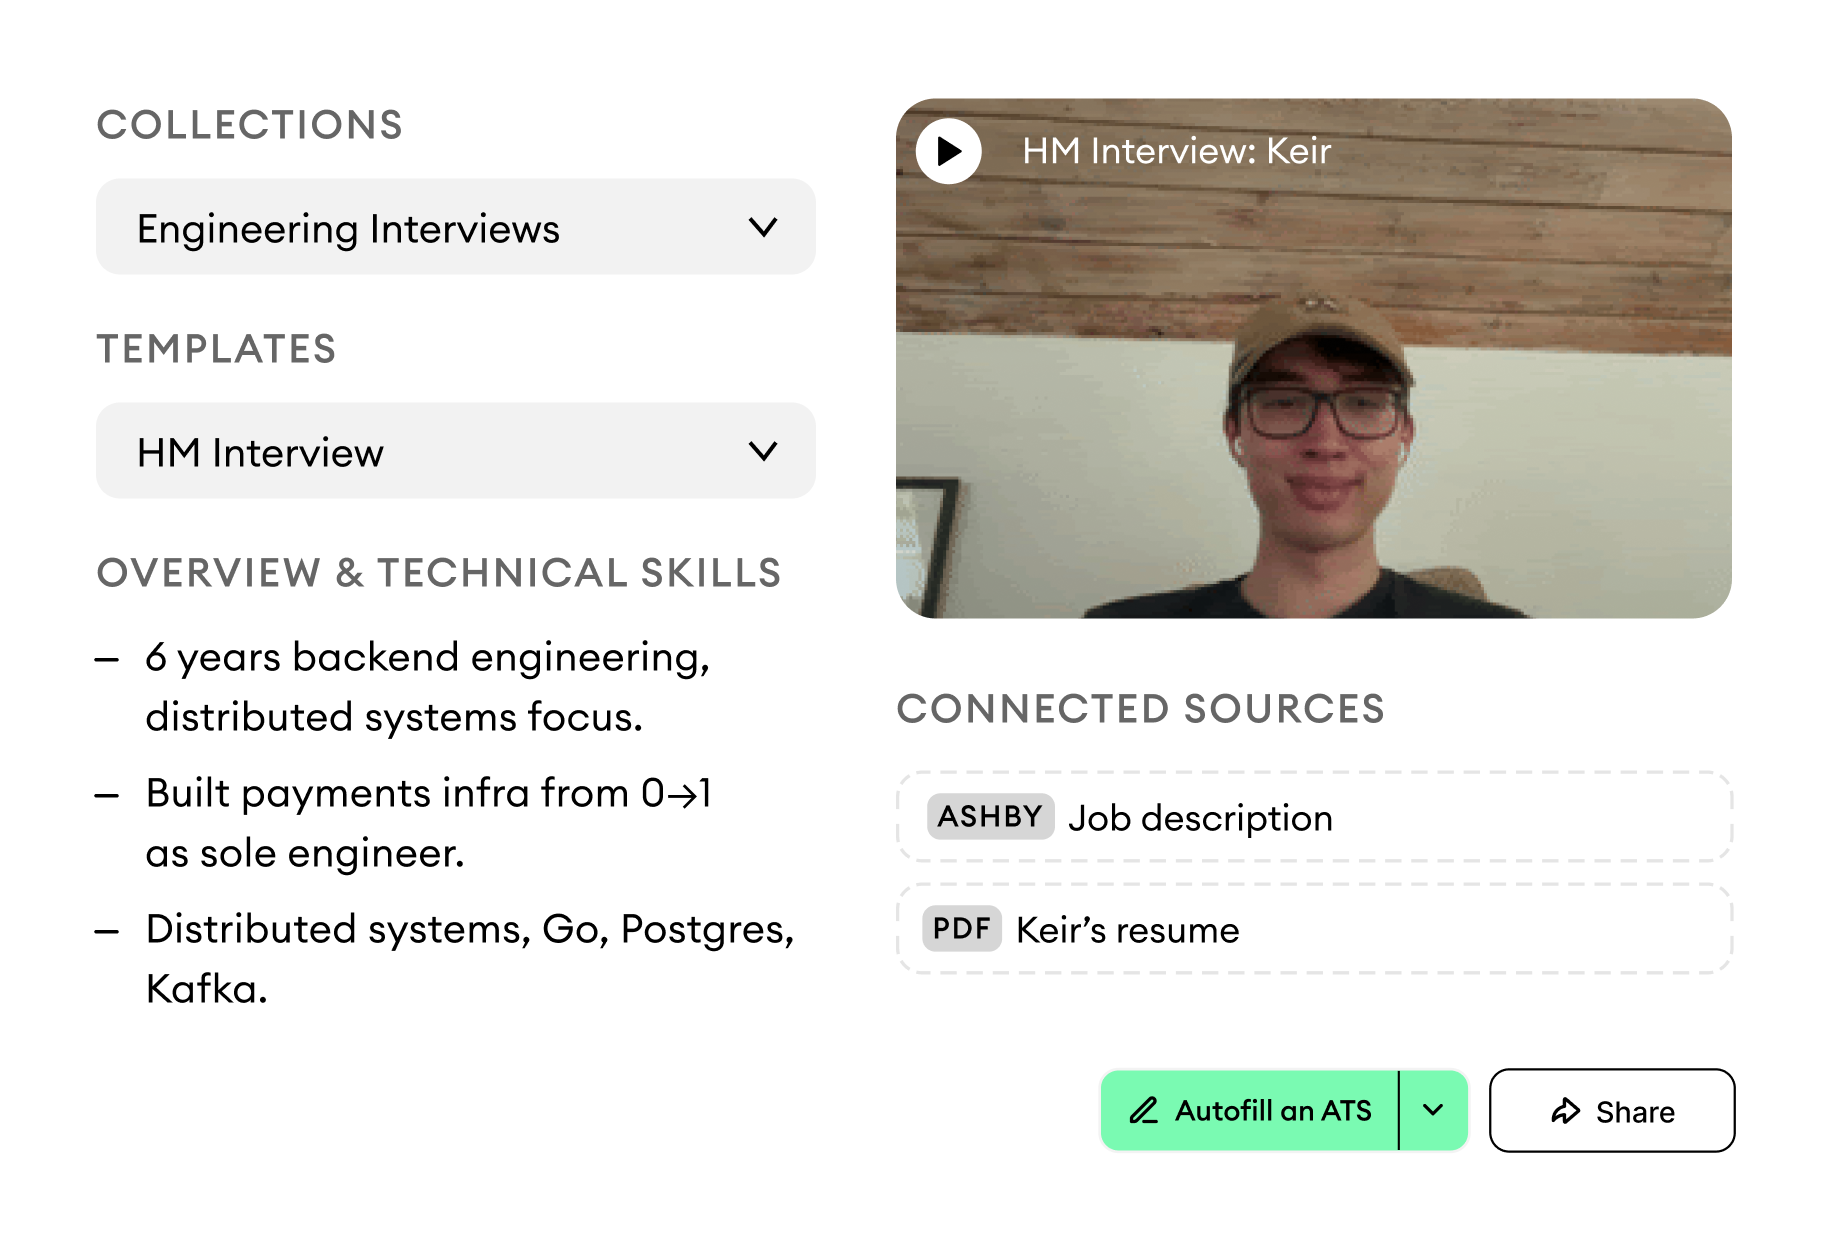 COLLECTIONS
Engineering Interviews
TEMPLATES
HM Interview
OVERVIEW & TECHNICAL SKILLS
– 6 years backend engineering,
distributed systems focus.
– Built payments infra from 0→1
as sole engineer.
– Distributed systems, Go, Postgres,
Kafka.
HM Interview: Keir
CONNECTED SOURCES
ASHBY Job description
PDF Keir’s resume
Autofill an ATS
Share